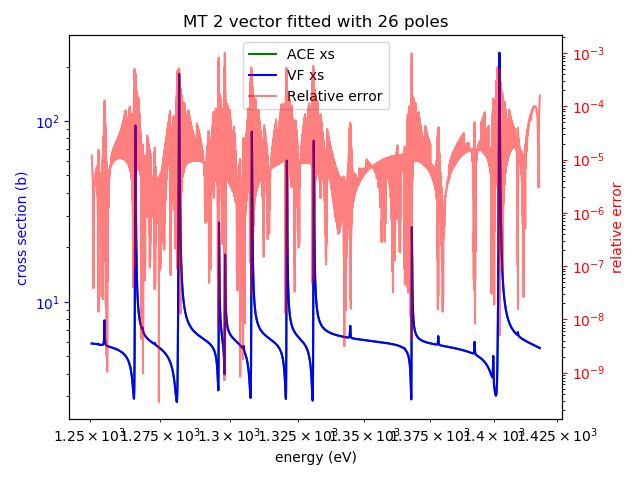 MT 2 vector fitted with 26 poles
ACE xs
VF xs
Relative error
cross section (b)
10²
10¹
relative error
10⁻³
10⁻⁴
10⁻⁵
10⁻⁶
10⁻⁷
10⁻⁸
10⁻⁹
1.25 × 10³
1.275 × 10³
1.3 × 10³
1.325 × 10³
1.35 × 10³
1.375 × 10³
1.4 × 10³
1.425 × 10³
energy (eV)